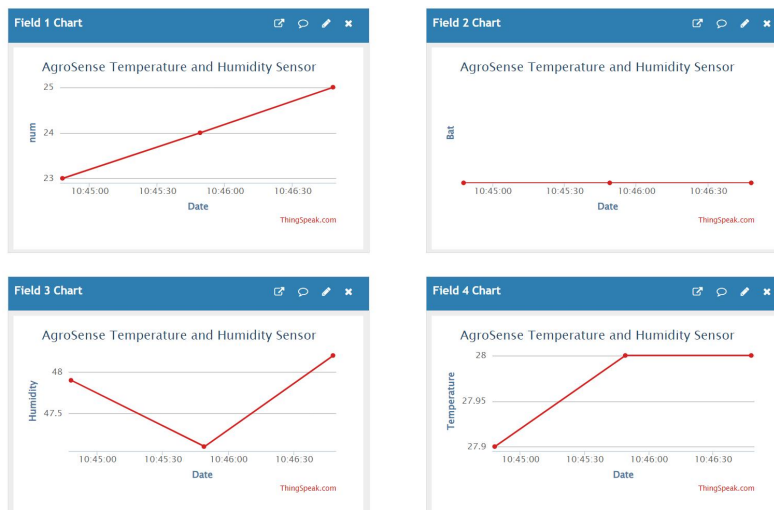 Field 1 Chart
AgroSense Temperature and Humidity Sensor
num
25
24
23
10:45:00 10:45:30 10:46:00 10:46:30
Date
ThingSpeak.com
Field 2 Chart
AgroSense Temperature and Humidity Sensor
Bat
10:45:00 10:45:30 10:46:00 10:46:30
Date
ThingSpeak.com
Field 3 Chart
AgroSense Temperature and Humidity Sensor
Humidity
48
47.5
10:45:00 10:45:30 10:46:00 10:46:30
Date
ThingSpeak.com
Field 4 Chart
AgroSense Temperature and Humidity Sensor
Temperature
28
27.95
27.9
10:45:00 10:45:30 10:46:00 10:46:30
Date
ThingSpeak.com